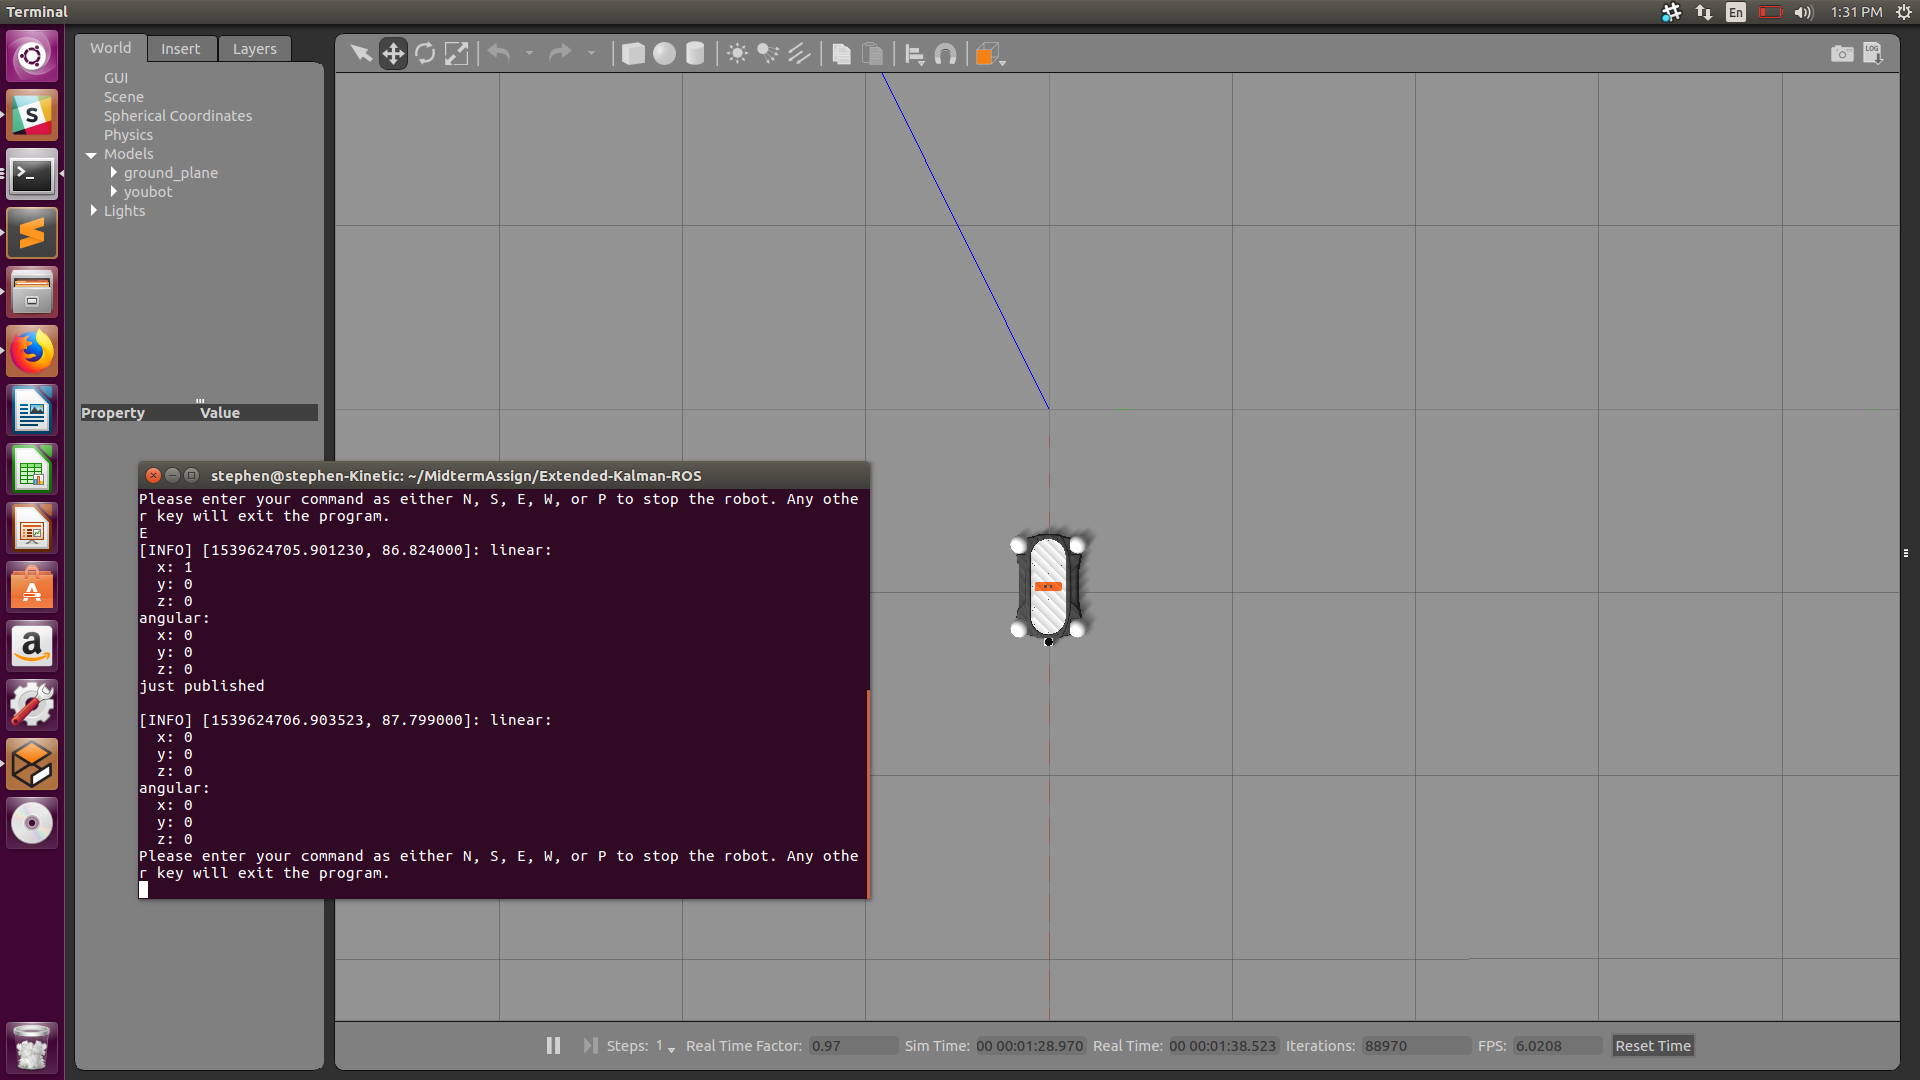 Terminal
En
1:31 PM
World
Insert
Layers
GUI
Scene
Spherical Coordinates
Physics
Models
ground_plane
youbot
Lights
Property Value
LOG
stephen@stephen-Kinetic: ~/MidtermAssign/Extended-Kalman-ROS
Please enter your command as either N, S, E, W, or P to stop the robot. Any othe
r key will exit the program.
E
[INFO] [1539624705.901230, 86.824000]: linear:
x: 1
y: 0
z: 0
angular:
x: 0
y: 0
z: 0
just published
[INFO] [1539624706.903523, 87.799000]: linear:
x: 0
y: 0
z: 0
angular:
x: 0
y: 0
z: 0
Please enter your command as either N, S, E, W, or P to stop the robot. Any othe
r key will exit the program.
Steps: 1 Real Time Factor: 0.97 Sim Time: 00 00:01:28.970 Real Time: 00 00:01:38.523 Iterations: 88970 FPS: 6.0208 Reset Time